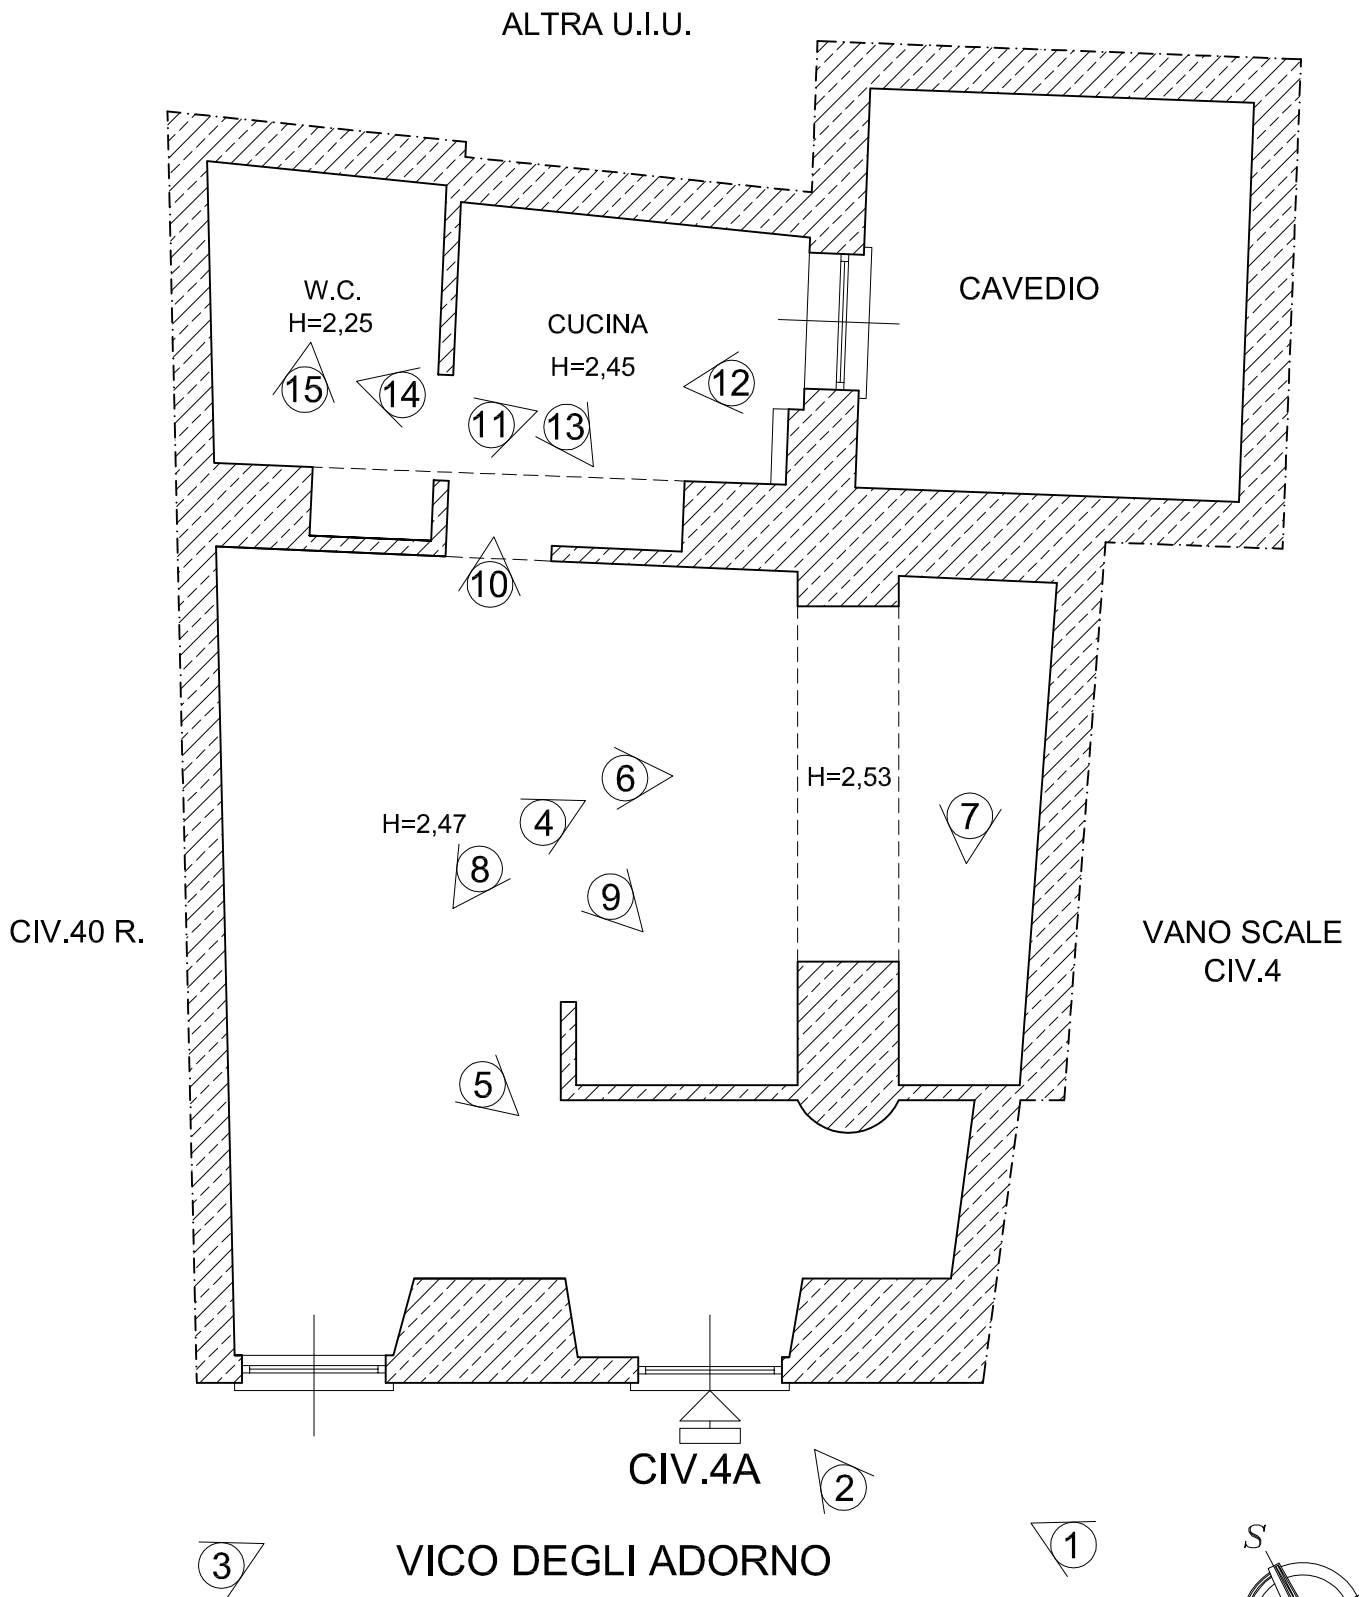 ALTRA U.I.U.
W.C.
H=2,25
CUCINA
H=2,45
CAVEDIO
15
14
11
13
12
10
6
H=2,53
4
H=2,47
7
8
9
CIV.40 R.
VANO SCALE
CIV.4
5
CIV.4A
2
3
VICO DEGLI ADORNO
1
S